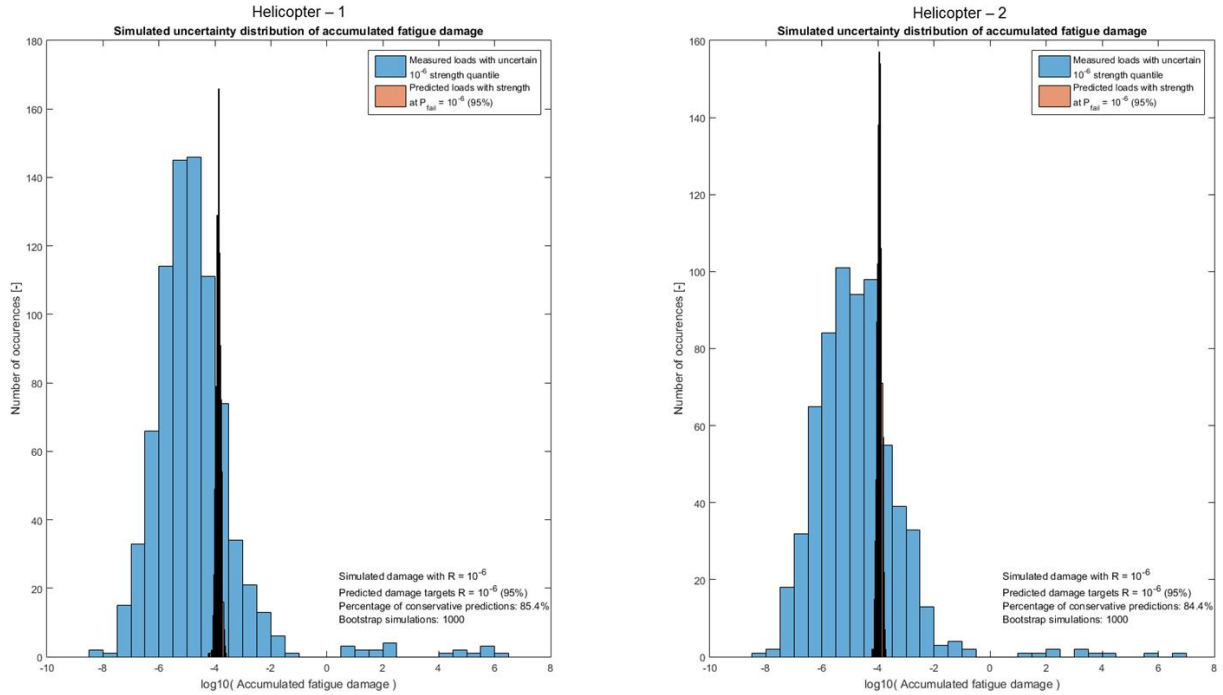 Helicopter – 1
Simulated uncertainty distribution of accumulated fatigue damage
180
160
140
120
100
80
60
40
20
0
Number of occurences [-]
Measured loads with uncertain
10-6 strength quantile
Predicted loads with strength
at Pfail = 10-6 (95%)
Simulated damage with R = 10-6
Predicted damage targets R = 10-6 (95%)
Percentage of conservative predictions: 85.4%
Bootstrap simulations: 1000
-10 -8 -6 -4 -2 0 2 4 6 8
log10( Accumulated fatigue damage )
Helicopter – 2
Simulated uncertainty distribution of accumulated fatigue damage
160
140
120
100
80
60
40
20
0
Number of occurences [-]
Measured loads with uncertain
10-6 strength quantile
Predicted loads with strength
at Pfail = 10-6 (95%)
Simulated damage with R = 10-6
Predicted damage targets R = 10-6 (95%)
Percentage of conservative predictions: 84.4%
Bootstrap simulations: 1000
-10 -8 -6 -4 -2 0 2 4 6 8
log10( Accumulated fatigue damage )